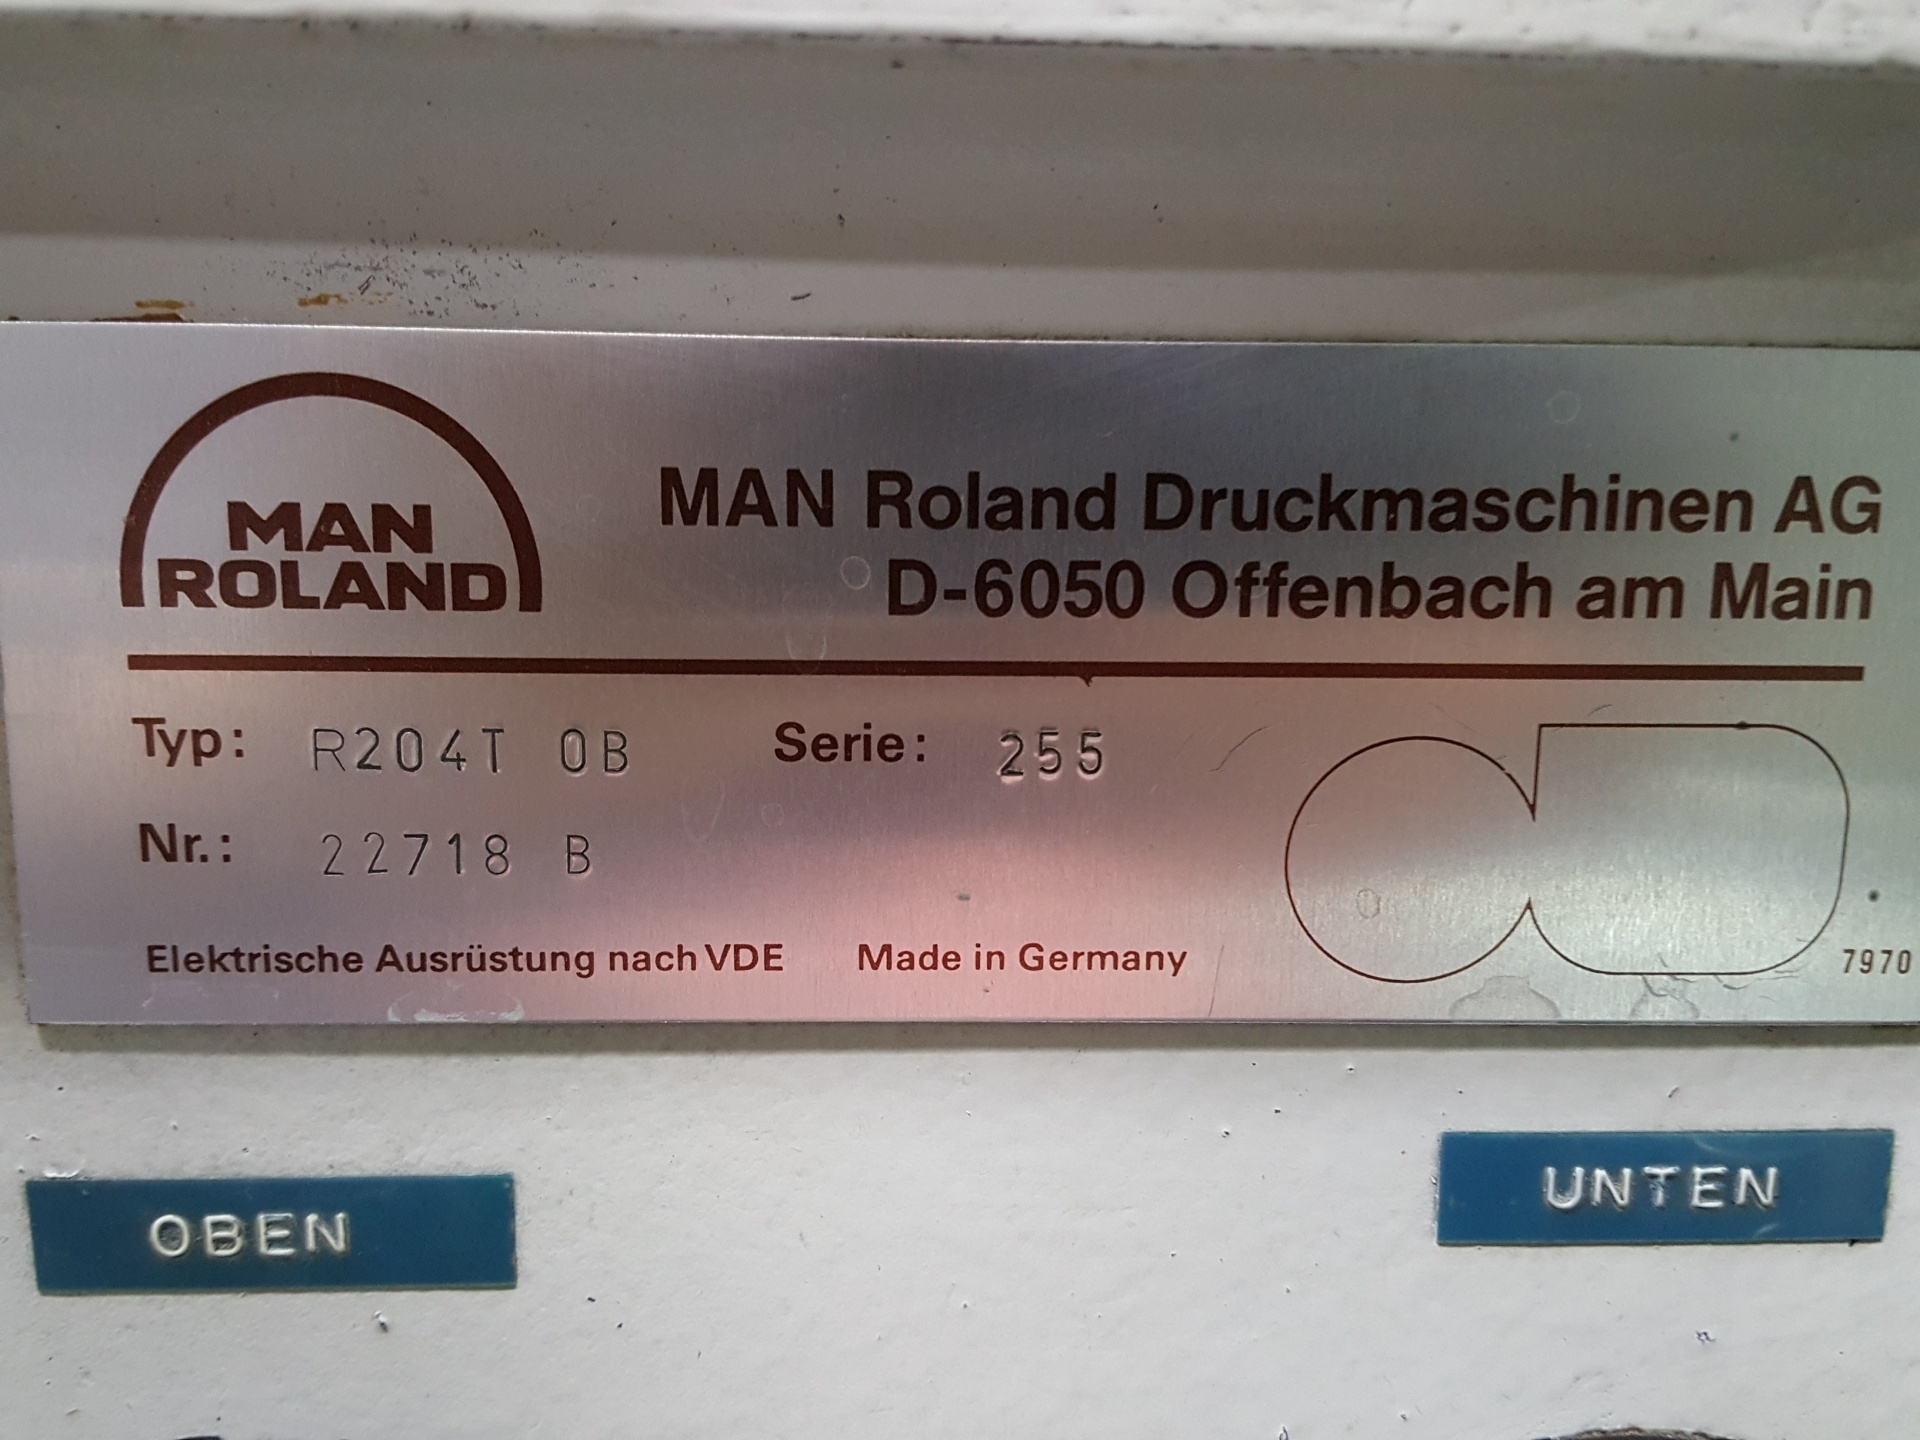 MAN
ROLAND
MAN Roland Druckmaschinen AG
D-6050 Offenbach am Main
Typ: R204T 0B Serie: 255
Nr.: 22718 B
Elektrische Ausrüstung nach VDE Made in Germany
7970
OBEN
UNTEN